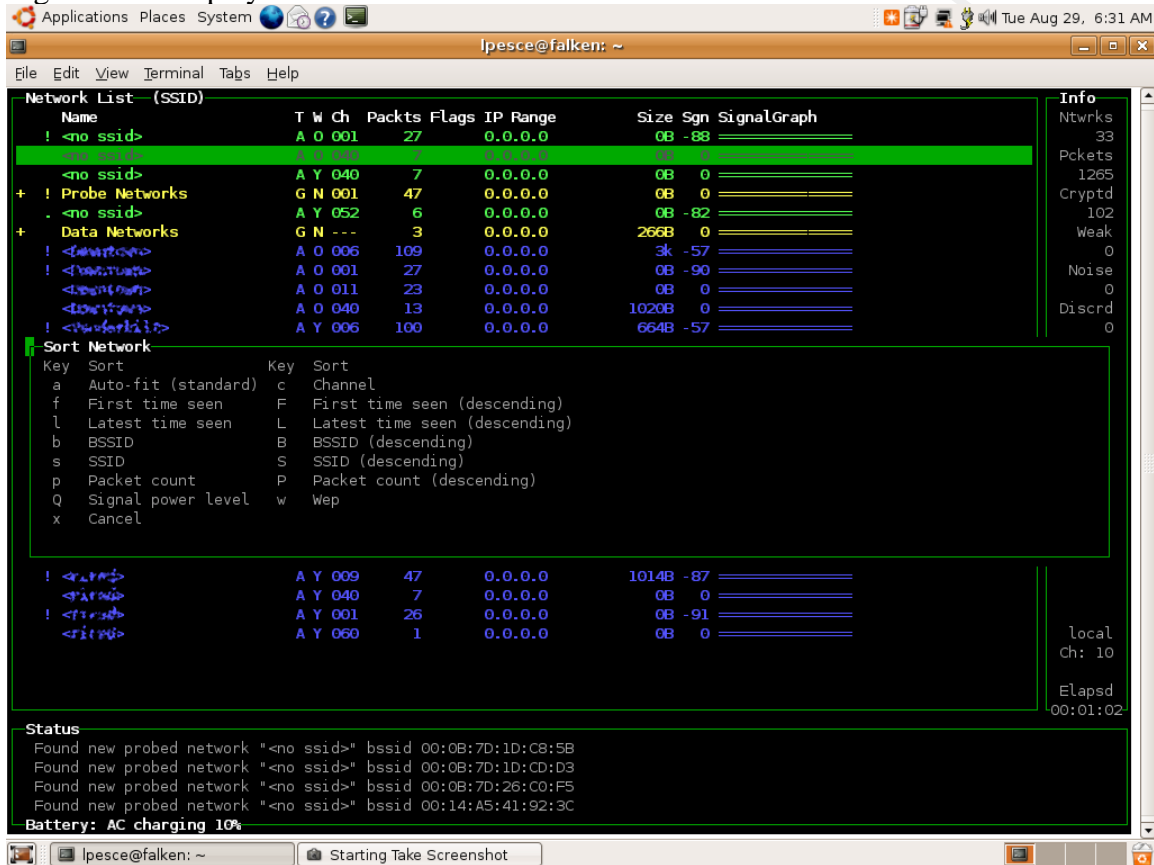 Applications Places System Tue Aug 29, 6:31 AM
lpesce@falken: ~
File Edit View Terminal Tabs Help
Network List—(SSID) Info
Name T W Ch Packts Flags IP Range Size Sgn SignalGraph Ntwrks
! <no ssid> A O 001 27 0.0.0.0 0B -88 33
<no ssid> A O 040 7 0.0.0.0 0B 0 Pckets
<no ssid> A Y 040 7 0.0.0.0 0B 0 1265
+ ! Probe Networks G N 001 47 0.0.0.0 0B 0 Cryptd
. <no ssid> A Y 052 6 0.0.0.0 0B -82 102
+ Data Networks G N --- 3 0.0.0.0 266B 0 Weak
! A O 006 109 0.0.0.0 3k -57 0
! A O 001 27 0.0.0.0 0B -90 Noise
A O 011 23 0.0.0.0 0B 0 0
A O 040 13 0.0.0.0 1020B 0 Discrd
! A Y 006 100 0.0.0.0 664B -57 0
Sort Network
Key Sort Key Sort
a Auto-fit (standard) c Channel
f First time seen F First time seen (descending)
l Latest time seen L Latest time seen (descending)
b BSSID B BSSID (descending)
s SSID S SSID (descending)
p Packet count P Packet count (descending)
Q Signal power level w Wep
x Cancel
! A Y 009 47 0.0.0.0 1014B -87
A Y 040 7 0.0.0.0 0B 0
! A Y 001 26 0.0.0.0 0B -91
A Y 060 1 0.0.0.0 0B 0 local
Ch: 10
Elapsd
00:01:02
Status
Found new probed network "<no ssid>" bssid 00:0B:7D:1D:C8:5B
Found new probed network "<no ssid>" bssid 00:0B:7D:1D:CD:D3
Found new probed network "<no ssid>" bssid 00:0B:7D:26:C0:F5
Found new probed network "<no ssid>" bssid 00:14:A5:41:92:3C
Battery: AC charging 10%
lpesce@falken: ~ Starting Take Screenshot